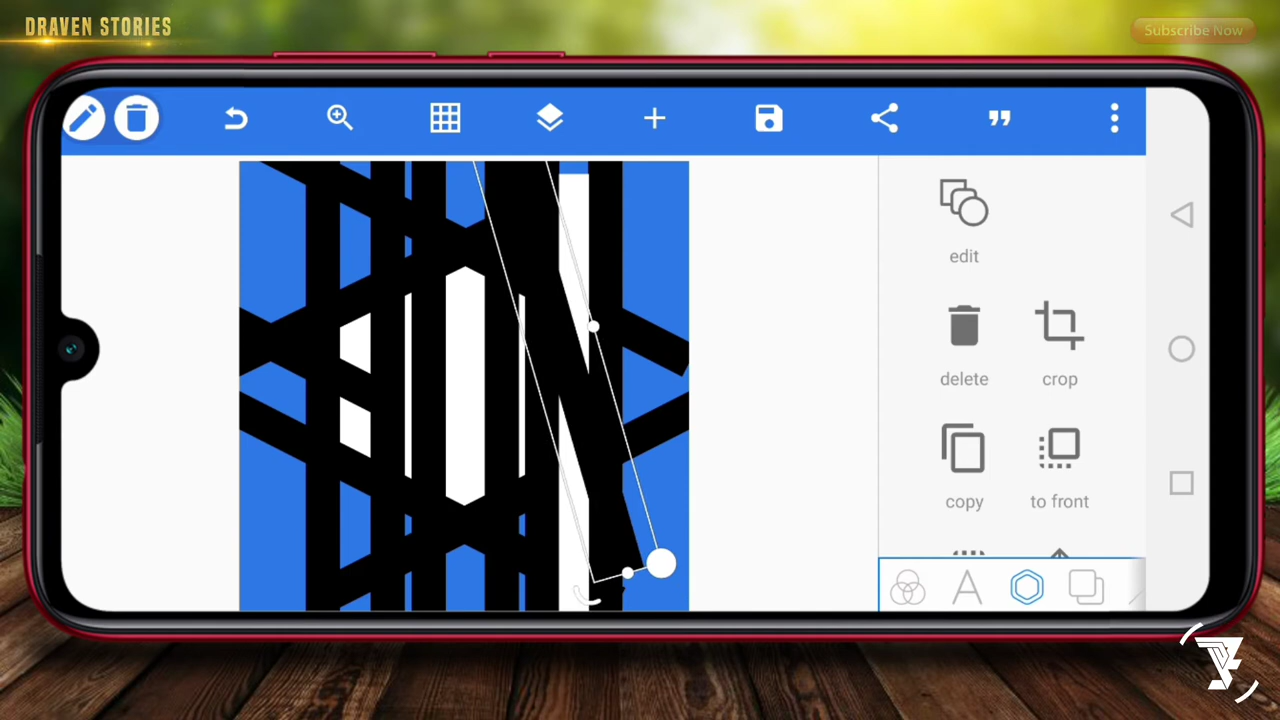 DRAVEN STORIES
Subscribe Now
edit
delete
crop
copy
to front